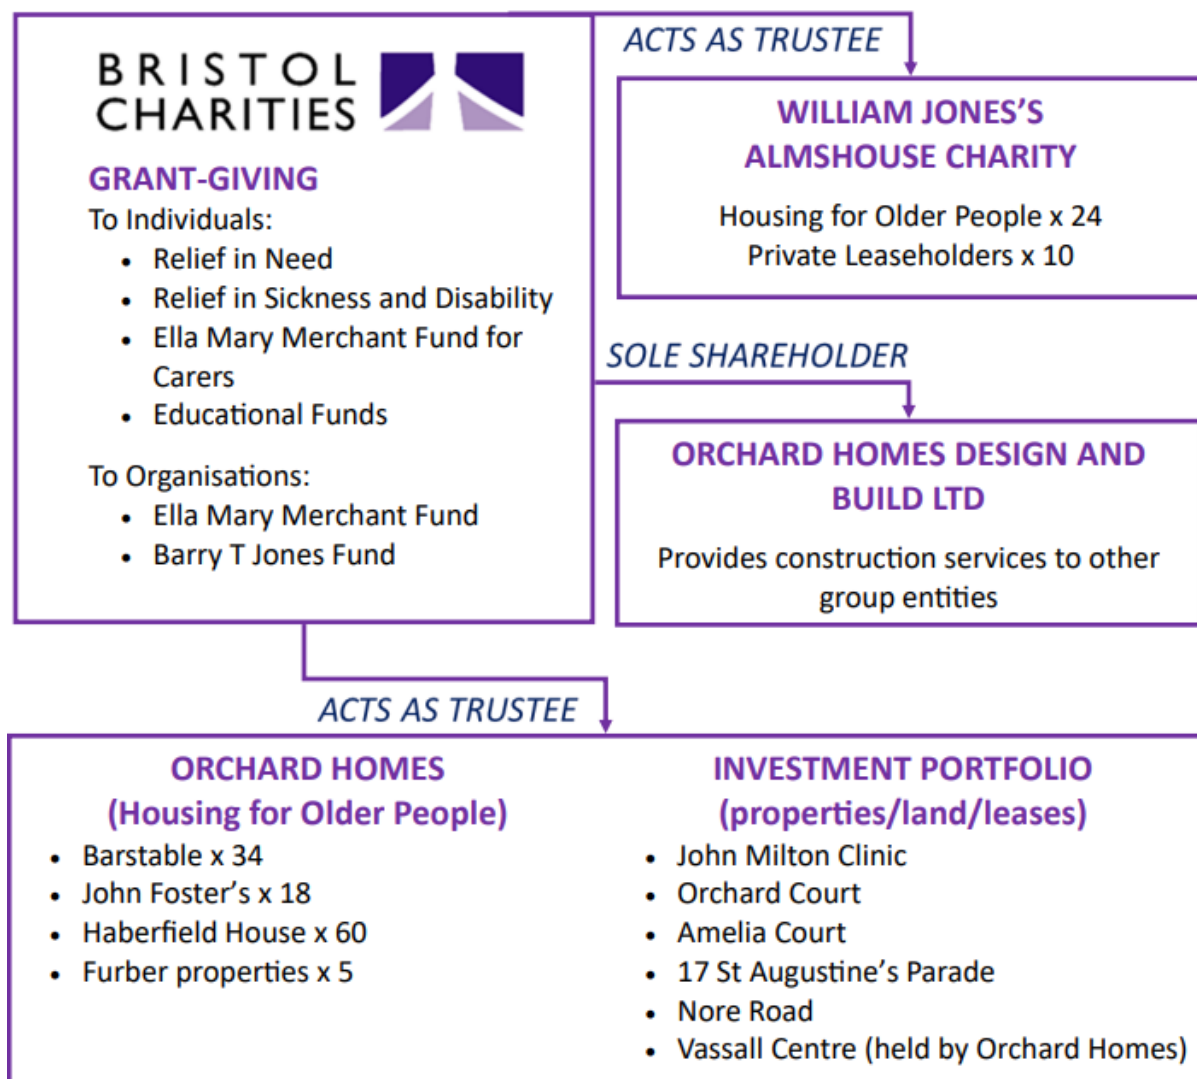 BRISTOL
CHARITIES
GRANT-GIVING
To Individuals:
• Relief in Need
• Relief in Sickness and Disability
• Ella Mary Merchant Fund for
Carers
• Educational Funds
To Organisations:
• Ella Mary Merchant Fund
• Barry T Jones Fund
ACTS AS TRUSTEE
WILLIAM JONES’S
ALMSHOUSE CHARITY
Housing for Older People x 24
Private Leaseholders x 10
SOLE SHAREHOLDER
ORCHARD HOMES DESIGN AND
BUILD LTD
Provides construction services to other
group entities
ACTS AS TRUSTEE
ORCHARD HOMES
(Housing for Older People)
• Barstable x 34
• John Foster’s x 18
• Haberfield House x 60
• Furber properties x 5
INVESTMENT PORTFOLIO
(properties/land/leases)
• John Milton Clinic
• Orchard Court
• Amelia Court
• 17 St Augustine’s Parade
• Nore Road
• Vassall Centre (held by Orchard Homes)